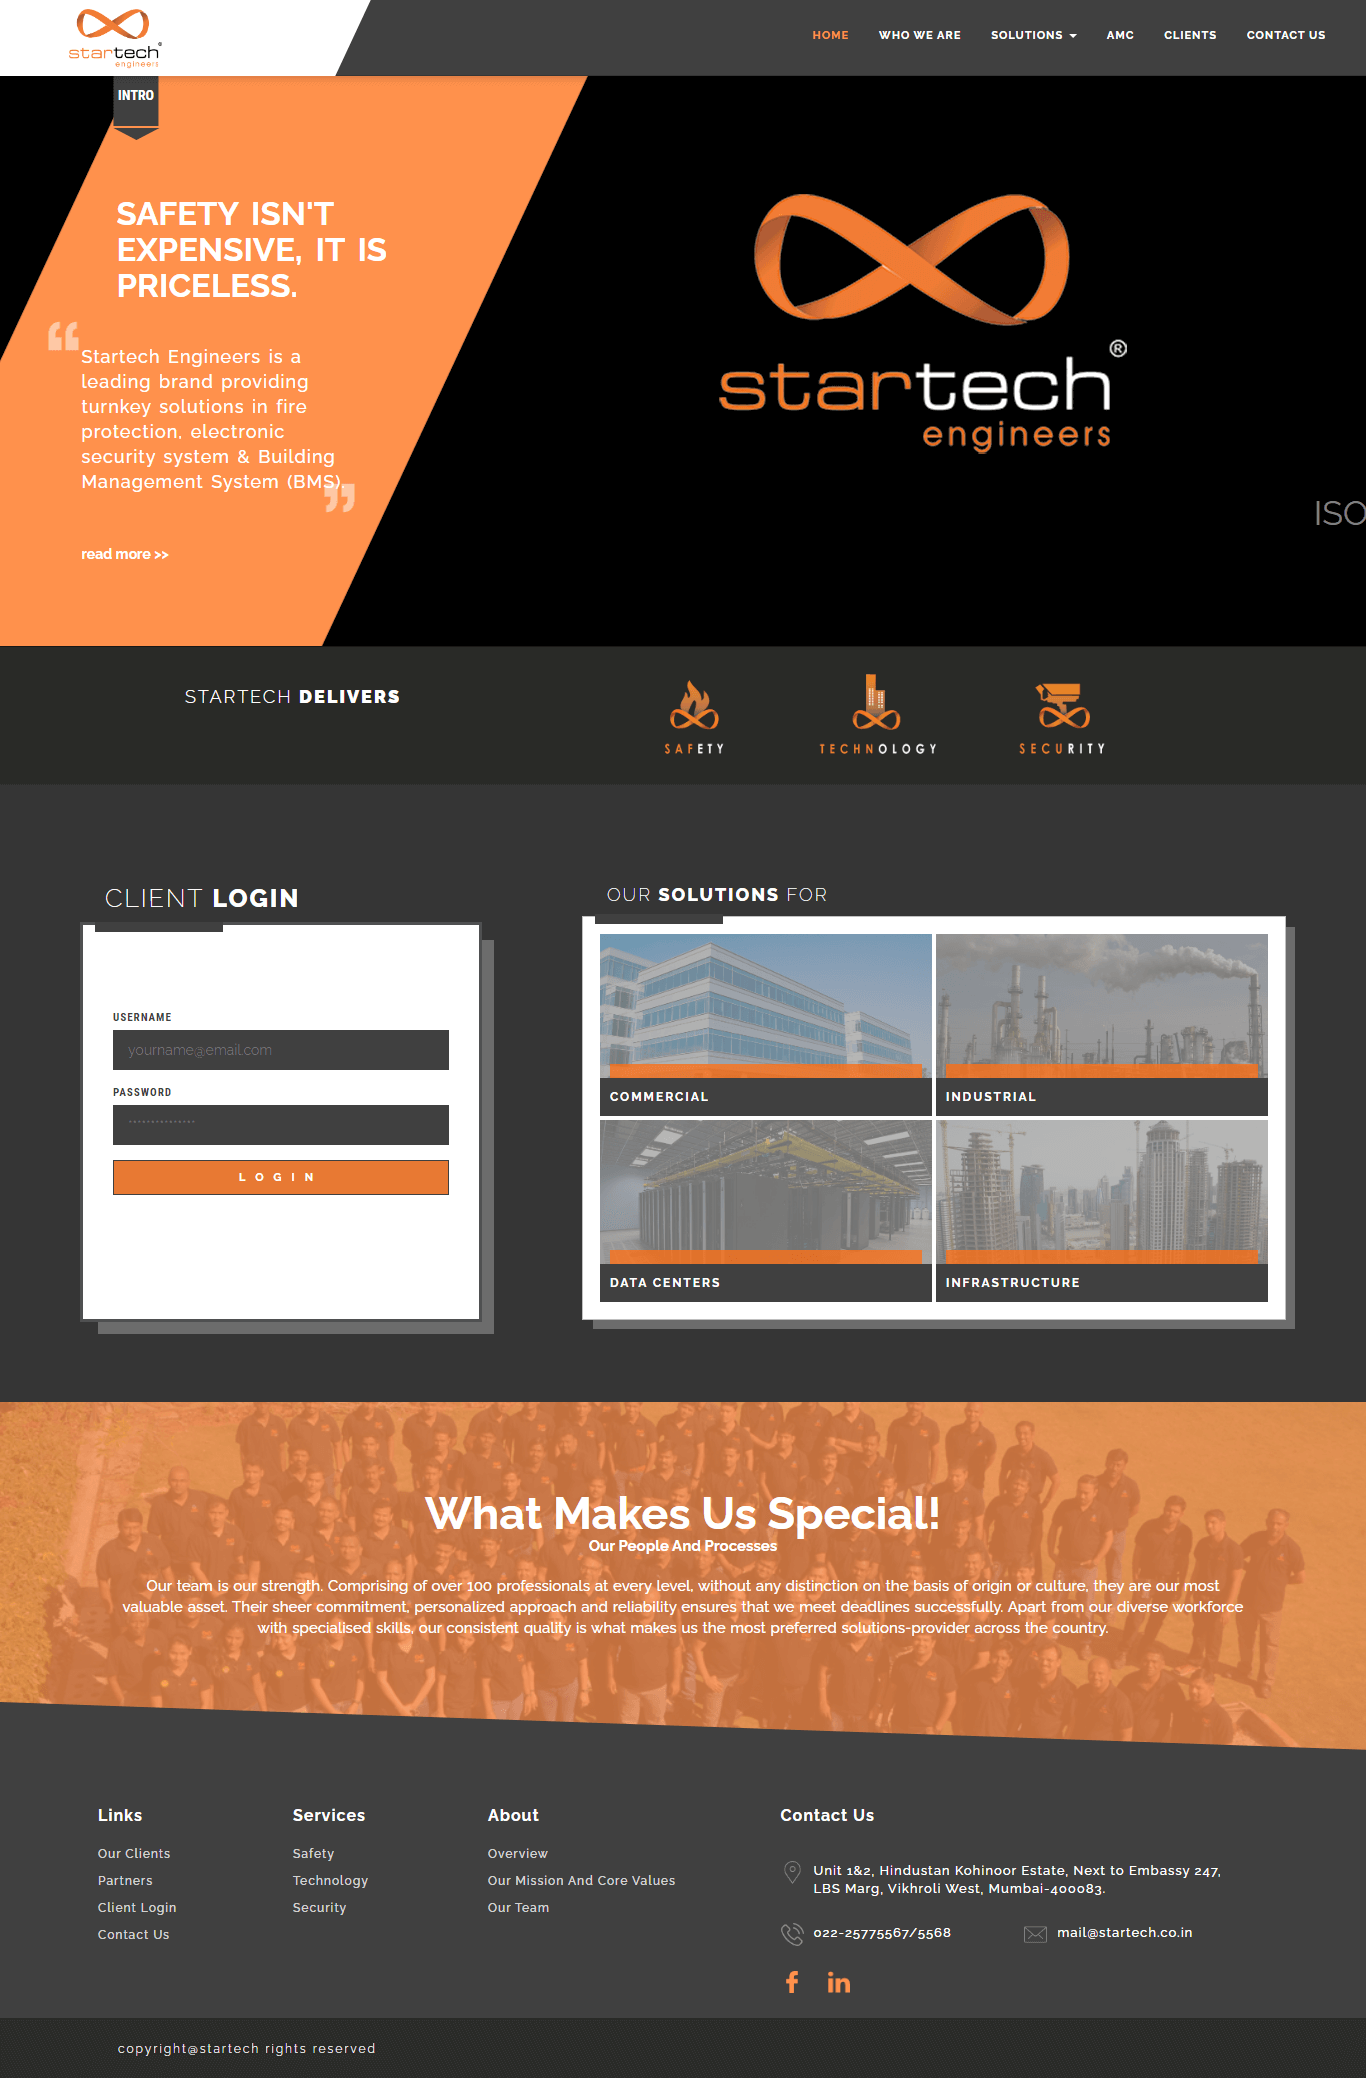 startech®
engineers
HOME WHO WE ARE SOLUTIONS AMC CLIENTS CONTACT US
INTRO
SAFETY ISN'T
EXPENSIVE, IT IS
PRICELESS.
“
Startech Engineers is a
leading brand providing
turnkey solutions in fire
protection, electronic
security system & Building
Management System (BMS).
”
read more >>
startech®
engineers
ISO
STARTECH DELIVERS
SAFETY TECHNOLOGY SECURITY
CLIENT LOGIN
USERNAME
yourname@email.com
PASSWORD
LOGIN
OUR SOLUTIONS FOR
COMMERCIAL INDUSTRIAL
DATA CENTERS INFRASTRUCTURE
What Makes Us Special!
Our People And Processes
Our team is our strength. Comprising of over 100 professionals at every level, without any distinction on the basis of origin or culture, they are our most
valuable asset. Their sheer commitment, personalized approach and reliability ensures that we meet deadlines successfully. Apart from our diverse workforce
with specialised skills, our consistent quality is what makes us the most preferred solutions-provider across the country.
Links
Our Clients
Partners
Client Login
Contact Us
Services
Safety
Technology
Security
About
Overview
Our Mission And Core Values
Our Team
Contact Us
Unit 1&2, Hindustan Kohinoor Estate, Next to Embassy 247,
LBS Marg, Vikhroli West, Mumbai-400083.
022-25775567/5568
mail@startech.co.in
f in
copyright@startech rights reserved